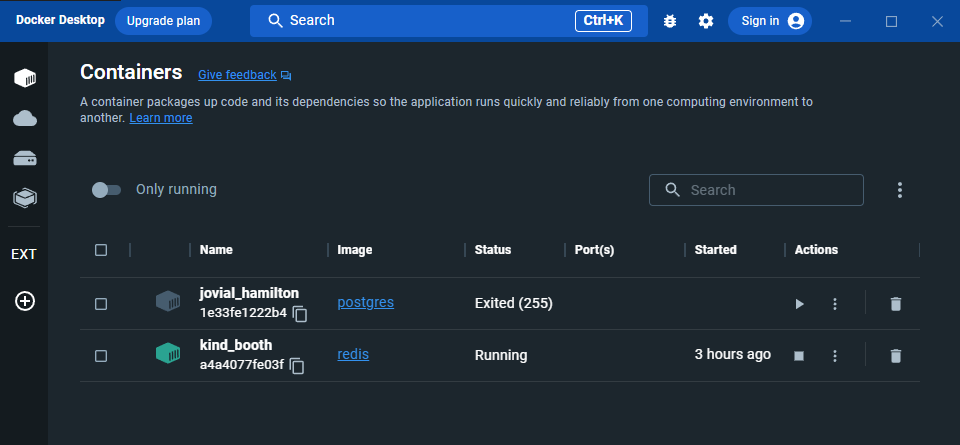 Docker Desktop Upgrade plan Search Ctrl+K Sign in
Containers Give feedback
A container packages up code and its dependencies so the application runs quickly and reliably from one computing environment to
another. Learn more
Only running Search
Name Image Status Port(s) Started Actions
EXT
jovial_hamilton
1e33fe1222b4 postgres Exited (255)
kind_booth
a4a4077fe03f redis Running 3 hours ago